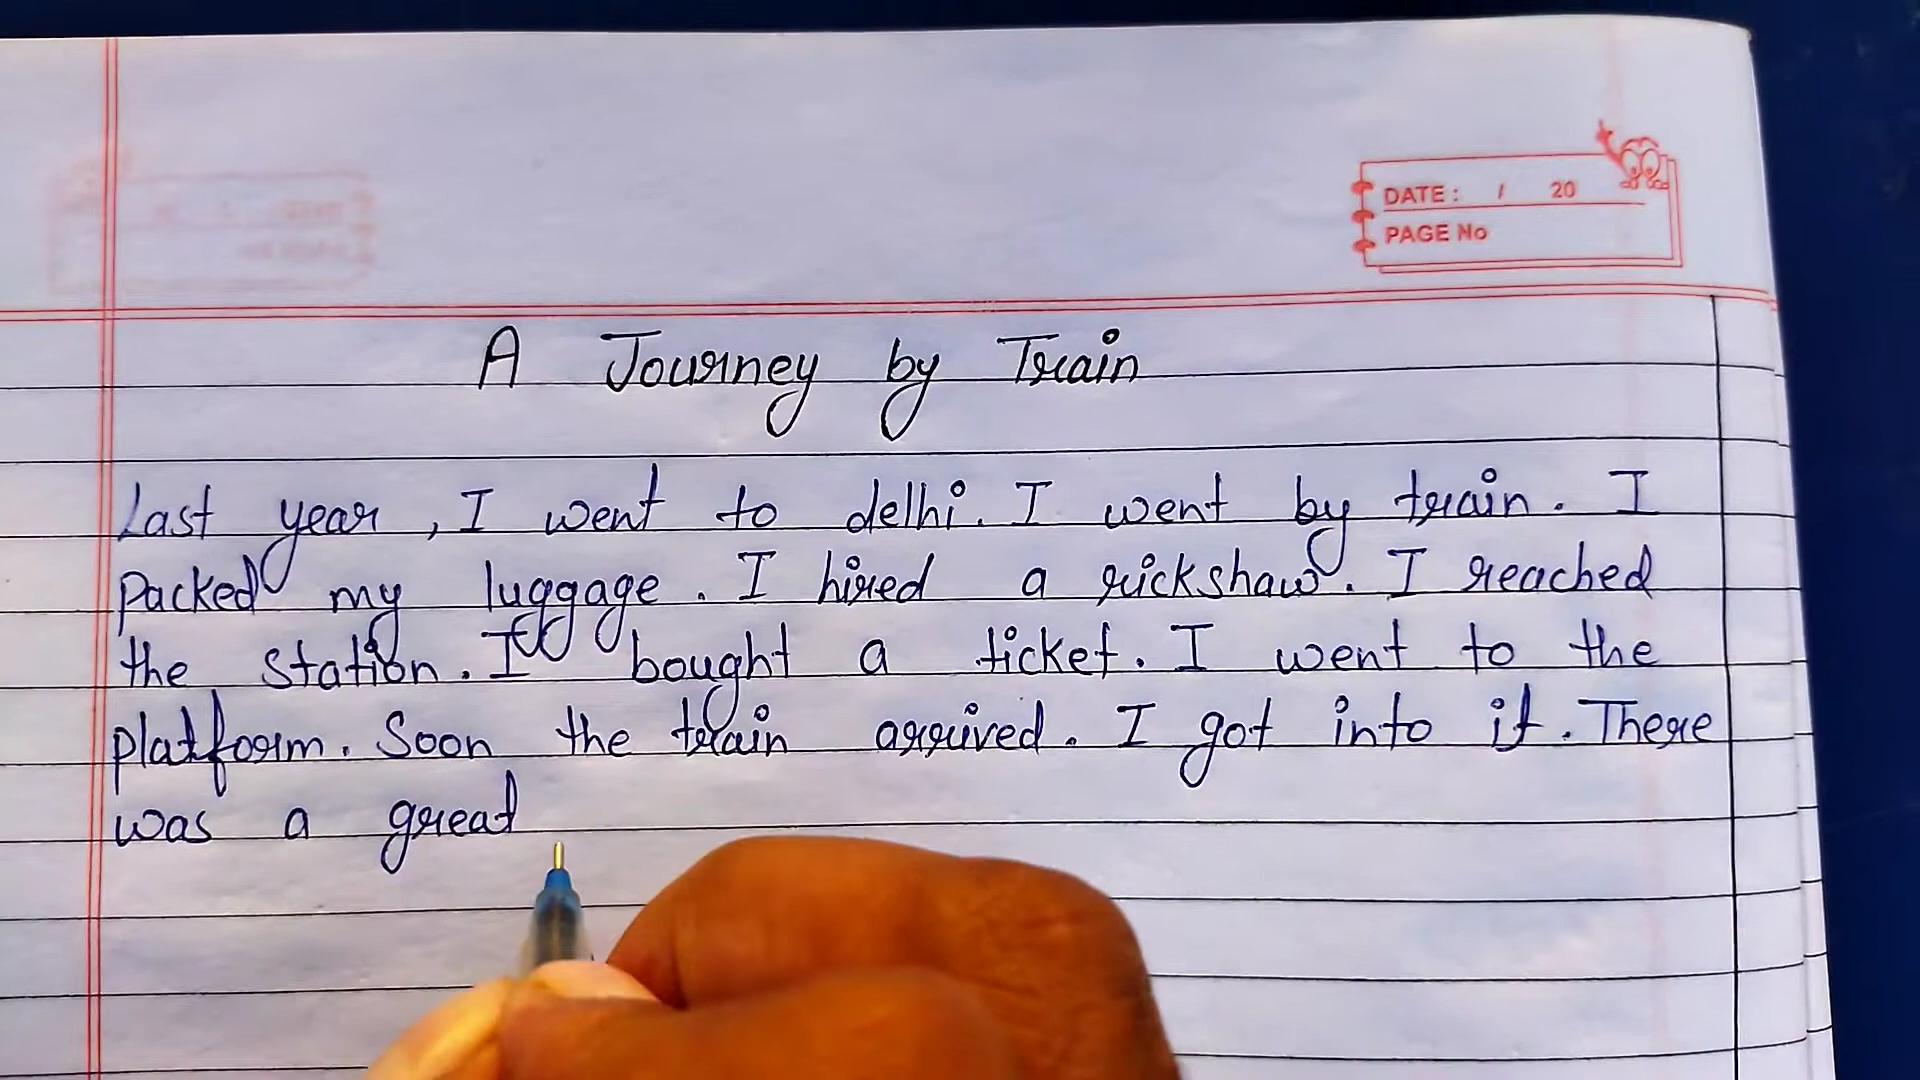 DATE : / 20
PAGE No
A Journey by Train
Last year, I went to delhi. I went by train. I
Packed my luggage. I hired a rickshaw. I reached
the station. I bought a ticket. I went to the
platform. Soon the train arrived. I got into it. There
was a great